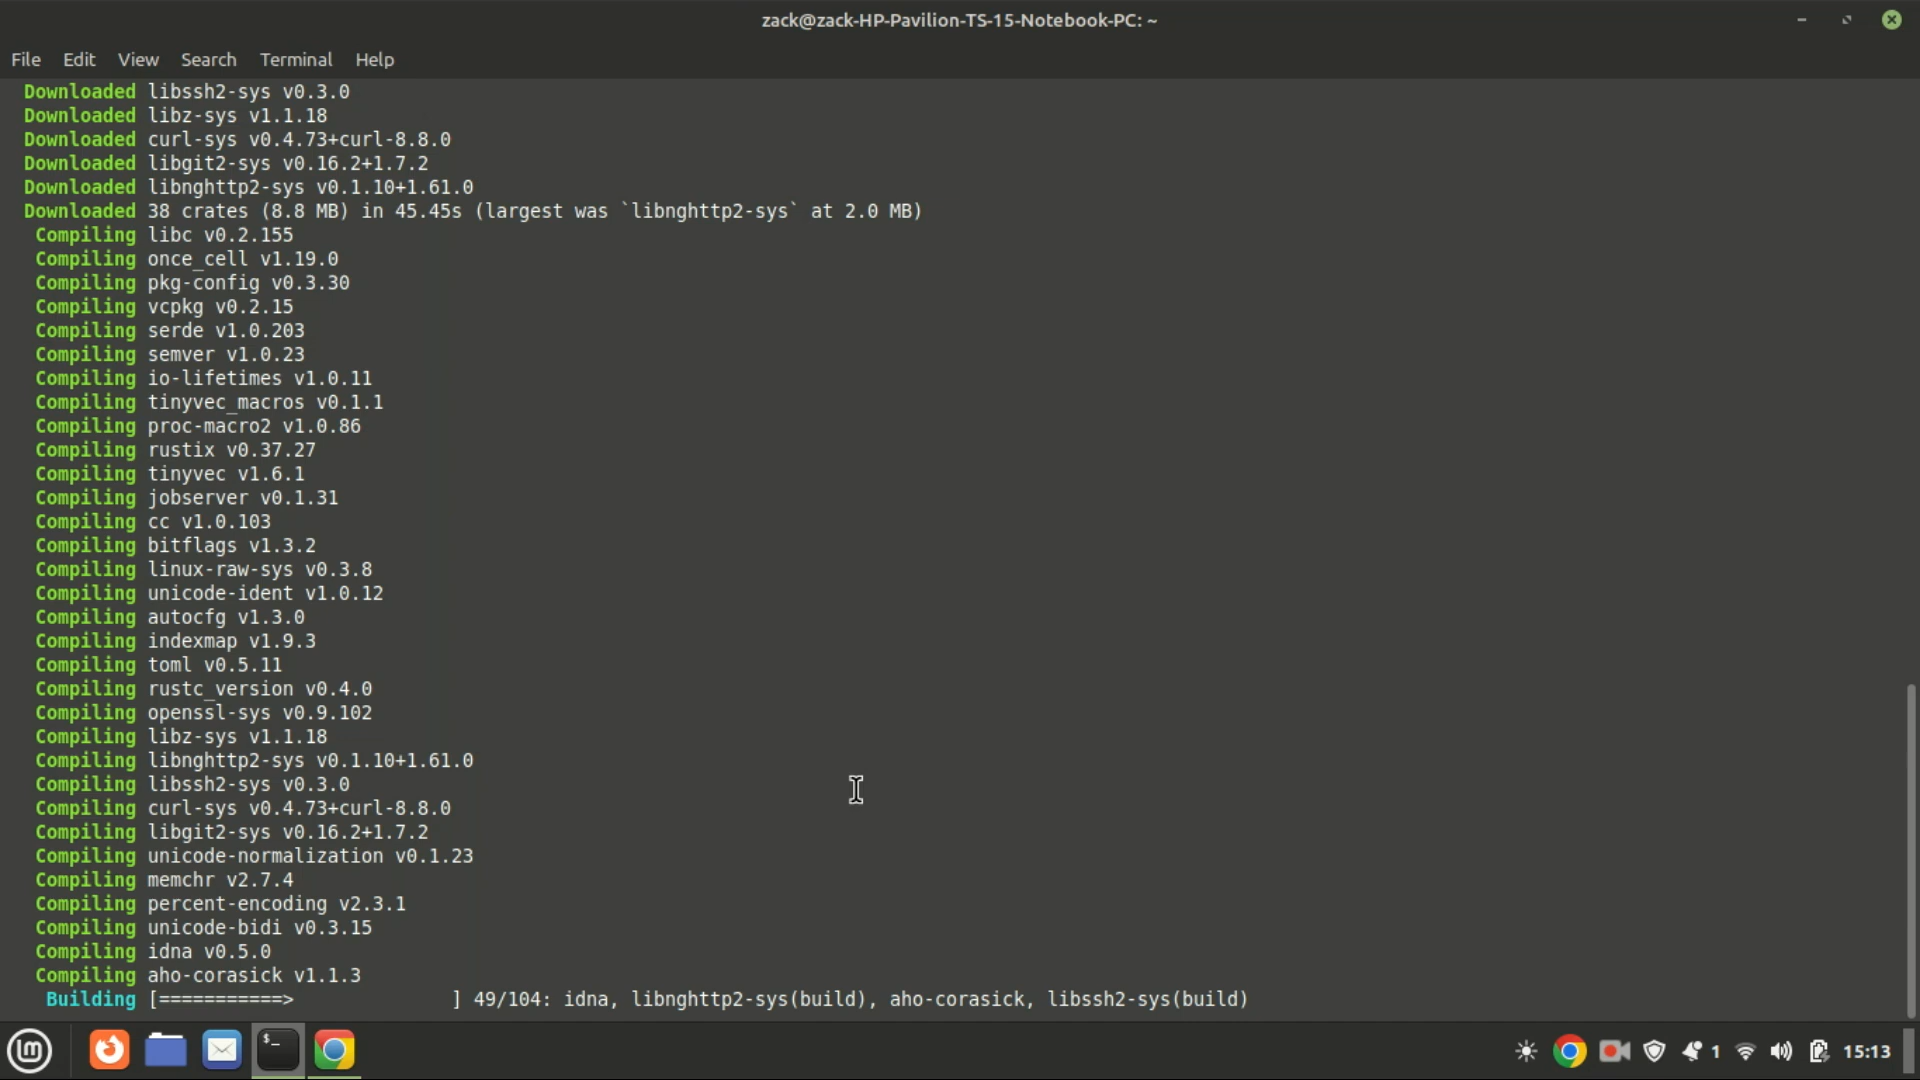 zack@zack-HP-Pavilion-TS-15-Notebook-PC: ~
File Edit View Search Terminal Help
Downloaded libssh2-sys v0.3.0
Downloaded libz-sys v1.1.18
Downloaded curl-sys v0.4.73+curl-8.8.0
Downloaded libgit2-sys v0.16.2+1.7.2
Downloaded libnghttp2-sys v0.1.10+1.61.0
Downloaded 38 crates (8.8 MB) in 45.45s (largest was `libnghttp2-sys` at 2.0 MB)
Compiling libc v0.2.155
Compiling once_cell v1.19.0
Compiling pkg-config v0.3.30
Compiling vcpkg v0.2.15
Compiling serde v1.0.203
Compiling semver v1.0.23
Compiling io-lifetimes v1.0.11
Compiling tinyvec_macros v0.1.1
Compiling proc-macro2 v1.0.86
Compiling rustix v0.37.27
Compiling tinyvec v1.6.1
Compiling jobserver v0.1.31
Compiling cc v1.0.103
Compiling bitflags v1.3.2
Compiling linux-raw-sys v0.3.8
Compiling unicode-ident v1.0.12
Compiling autocfg v1.3.0
Compiling indexmap v1.9.3
Compiling toml v0.5.11
Compiling rustc_version v0.4.0
Compiling openssl-sys v0.9.102
Compiling libz-sys v1.1.18
Compiling libnghttp2-sys v0.1.10+1.61.0
Compiling libssh2-sys v0.3.0
Compiling curl-sys v0.4.73+curl-8.8.0
Compiling libgit2-sys v0.16.2+1.7.2
Compiling unicode-normalization v0.1.23
Compiling memchr v2.7.4
Compiling percent-encoding v2.3.1
Compiling unicode-bidi v0.3.15
Compiling idna v0.5.0
Compiling aho-corasick v1.1.3
Building [===========>               ] 49/104: idna, libnghttp2-sys(build), aho-corasick, libssh2-sys(build)
$_ 1 15:13